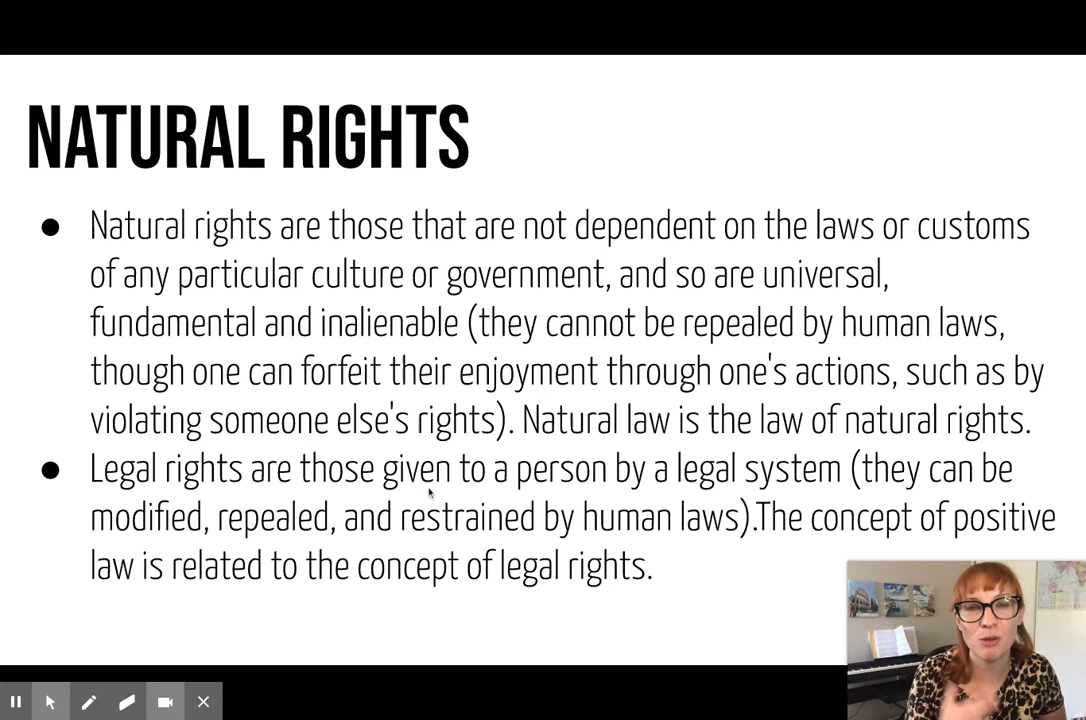 NATURAL RIGHTS
● Natural rights are those that are not dependent on the laws or customs
of any particular culture or government, and so are universal,
fundamental and inalienable (they cannot be repealed by human laws,
though one can forfeit their enjoyment through one's actions, such as by
violating someone else's rights). Natural law is the law of natural rights.
● Legal rights are those given to a person by a legal system (they can be
modified, repealed, and restrained by human laws).The concept of positive
law is related to the concept of legal rights.